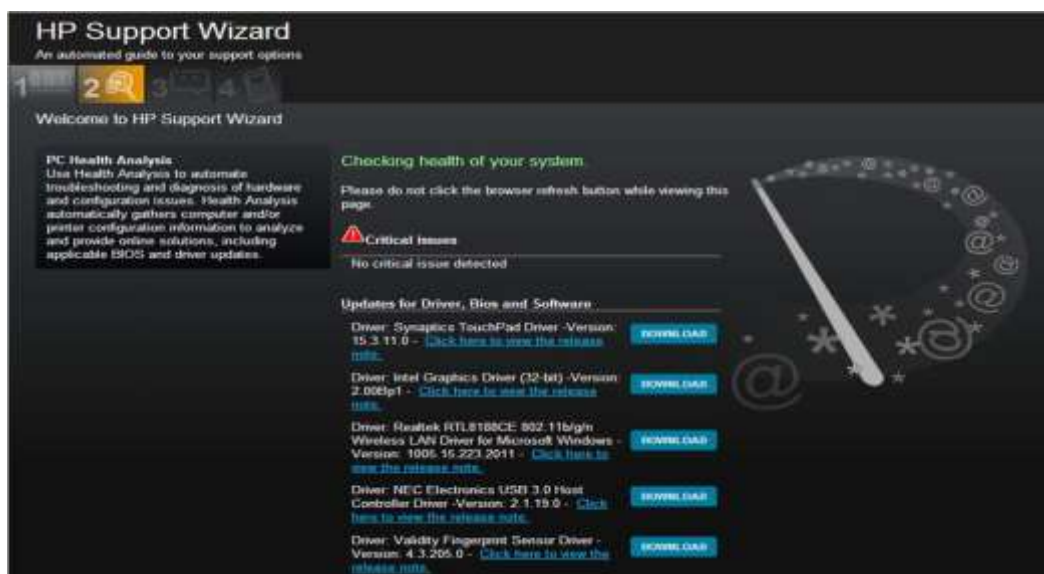 HP Support Wizard
An automated guide to your support options
1
2
3
4
Welcome to HP Support Wizard
PC Health Analysis
Use Health Analysis to automate
troubleshooting and diagnosis of hardware
and configuration issues. Health Analysis
automatically gathers computer and/or
printer configuration information to analyze
and provide online solutions, including
applicable BIOS and driver updates.
Checking health of your system.
Please do not click the browser refresh button while viewing this
page.
Critical Issues
No critical issue detected
Updates for Driver, Bios and Software
Driver: Synaptics TouchPad Driver -Version:
15.3.11.0 - Click here to view the release
note.
DOWNLOAD
Driver: Intel Graphics Driver (32-bit) -Version:
2.00Bp1 - Click here to view the release
note.
DOWNLOAD
Driver: Realtek RTL8188CE 802.11b/g/n
Wireless LAN Driver for Microsoft Windows -
Version: 1005.15.223.2011 - Click here to
view the release note.
DOWNLOAD
Driver: NEC Electronics USB 3.0 Host
Controller Driver -Version: 2.1.19.0 - Click
here to view the release note.
DOWNLOAD
Driver: Validity Fingerprint Sensor Driver -
Version: 4.3.205.0 - Click here to view the
release note.
DOWNLOAD